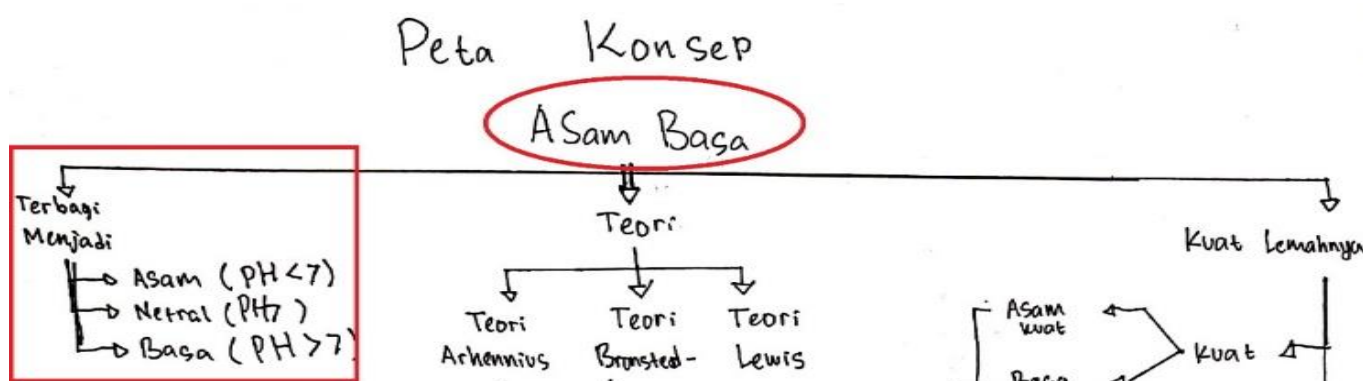 Peta Konsep
Asam Basa
Terbagi
Menjadi
Asam (PH<7)
Netral (PH7)
Basa (PH>7)
Teori
Teori
Arhennius
Teori
Bronsted-
Teori
Lewis
Kuat Lemahnya
Kuat
Asam
kuat
Basa